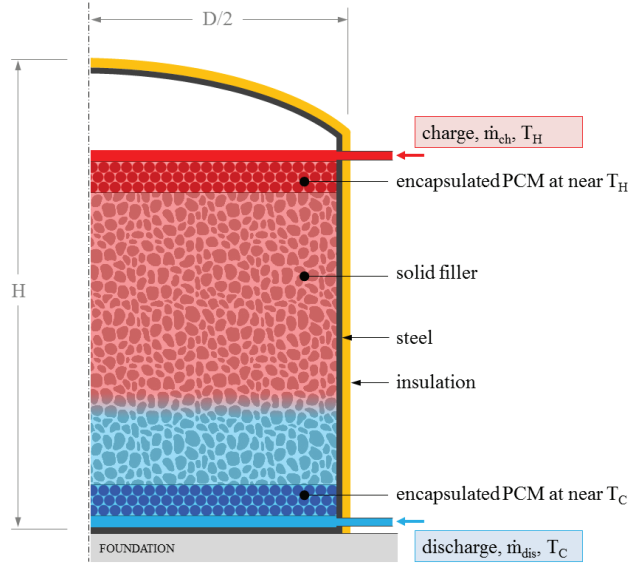 D/2
charge, ṁch, TH
encapsulated PCM at near TH
H
solid filler
steel
insulation
encapsulated PCM at near TC
discharge, ṁdis, TC
FOUNDATION